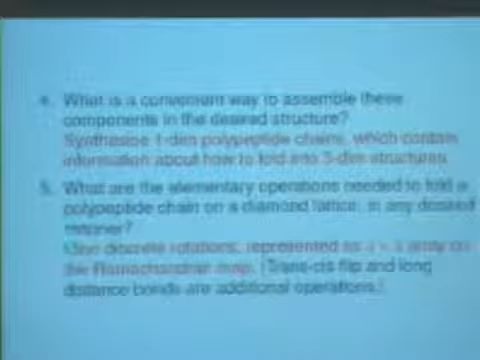 4. What is a convenient way to assemble these
components in the desired structure?
Synthesise 1-dim polypeptide chains, which contain
information about how to fold into 3-dim structures.
5. What are the elementary operations needed to fold a
polypeptide chain on a diamond lattice, in any desired
manner?
discrete rotations, represented as array on
the Ramachandran map. (Trans-cis flip and long
distance bonds are additional operations.)